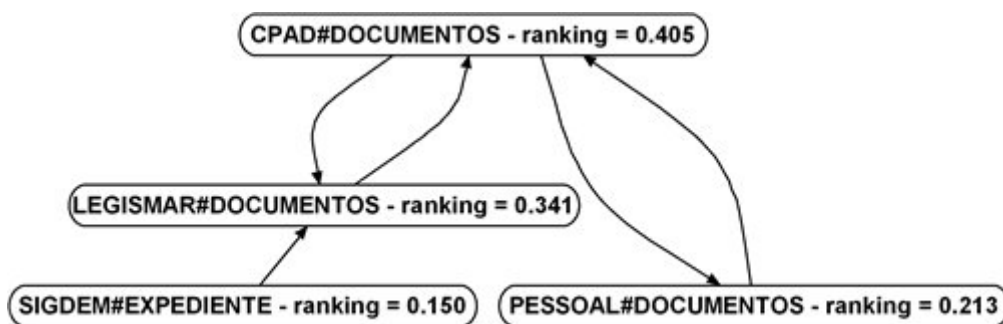 CPAD#DOCUMENTOS - ranking = 0.405
LEGISMAR#DOCUMENTOS - ranking = 0.341
SIGDEM#EXPEDIENTE - ranking = 0.150
PESSOAL#DOCUMENTOS - ranking = 0.213